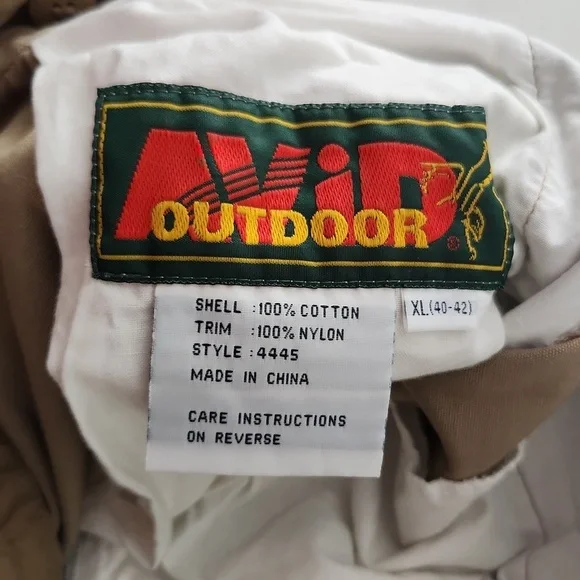 AViD
OUTDOOR®
XL(40-42)
SHELL :100% COTTON
TRIM :100% NYLON
STYLE :4445
MADE IN CHINA
CARE INSTRUCTIONS
ON REVERSE